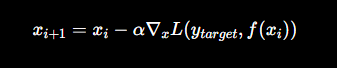 x_{i+1} = x_i − α∇_x L(y_{target}, f(x_i))